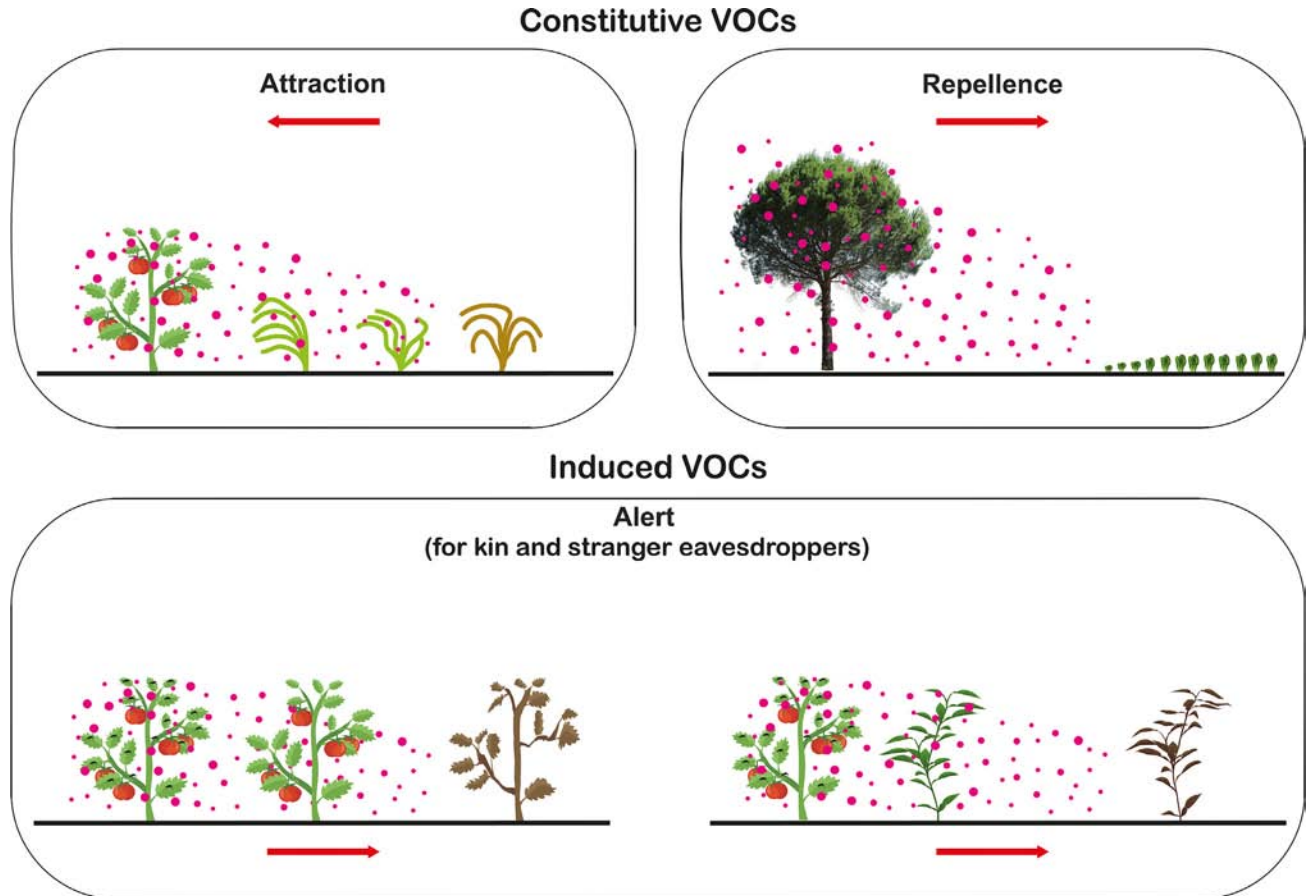 Constitutive VOCs
Attraction
Repellence
Induced VOCs
Alert
(for kin and stranger eavesdroppers)